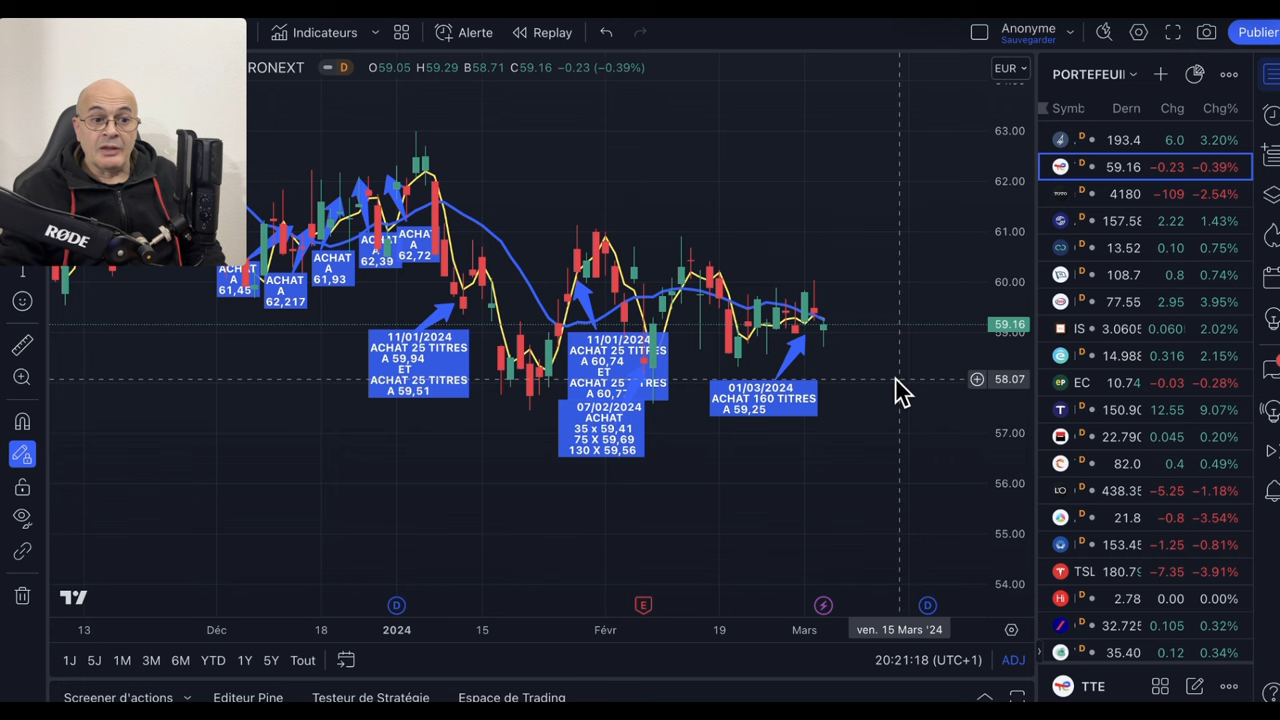 Indicateurs
Alerte
Replay
Anonyme
Sauvegarder
Publier
RONEXT D O59.05 H59.29 B58.71 C59.16 −0.23 (−0.39%)
EUR
PORTEFEUIL
Symb Dern Chg Chg%
D 193.4 6.0 3.20%
D 59.16 −0.23 −0.39%
D 4180 −109 −2.54%
D 157.58 2.22 1.43%
D 13.52 0.10 0.75%
D 108.7 0.8 0.74%
D 77.55 2.95 3.95%
IS 3.0605 0.060 2.02%
D 14.988 0.316 2.15%
EC 10.74 −0.03 −0.28%
D 150.90 12.55 9.07%
D 22.790 0.045 0.20%
D 82.0 0.4 0.49%
D 438.35 −5.25 −1.18%
D 21.8 −0.8 −3.54%
D 153.45 −1.25 −0.81%
TSL 180.79 −7.35 −3.91%
D 2.78 0.00 0.00%
D 32.725 0.105 0.32%
D 35.40 0.12 0.34%
TTE
63.00
62.00
61.00
60.00
59.16
59.00
58.07
57.00
56.00
55.00
54.00
RØDE
ACHAT
A
61,45
ACHAT
A
62,217
ACHAT
A
61,93
ACHAT
A
62,39
ACHAT
A
62,72
11/01/2024
ACHAT 25 TITRES
A 59,94
ET
ACHAT 25 TITRES
A 59,51
11/01/2024
ACHAT 25 TITRES
A 60,74
ET
ACHAT 25 TITRES
07/02/2024
ACHAT
35 x 59,41
75 X 59,69
130 X 59,56
01/03/2024
ACHAT 160 TITRES
A 59,25
D
E
D
13
Déc
18
2024
15
Févr
19
Mars
ven. 15 Mars '24
1J 5J 1M 3M 6M YTD 1Y 5Y Tout
20:21:18 (UTC+1)
ADJ
Screener d'actions
Editeur Pine
Testeur de Stratégie
Espace de Trading